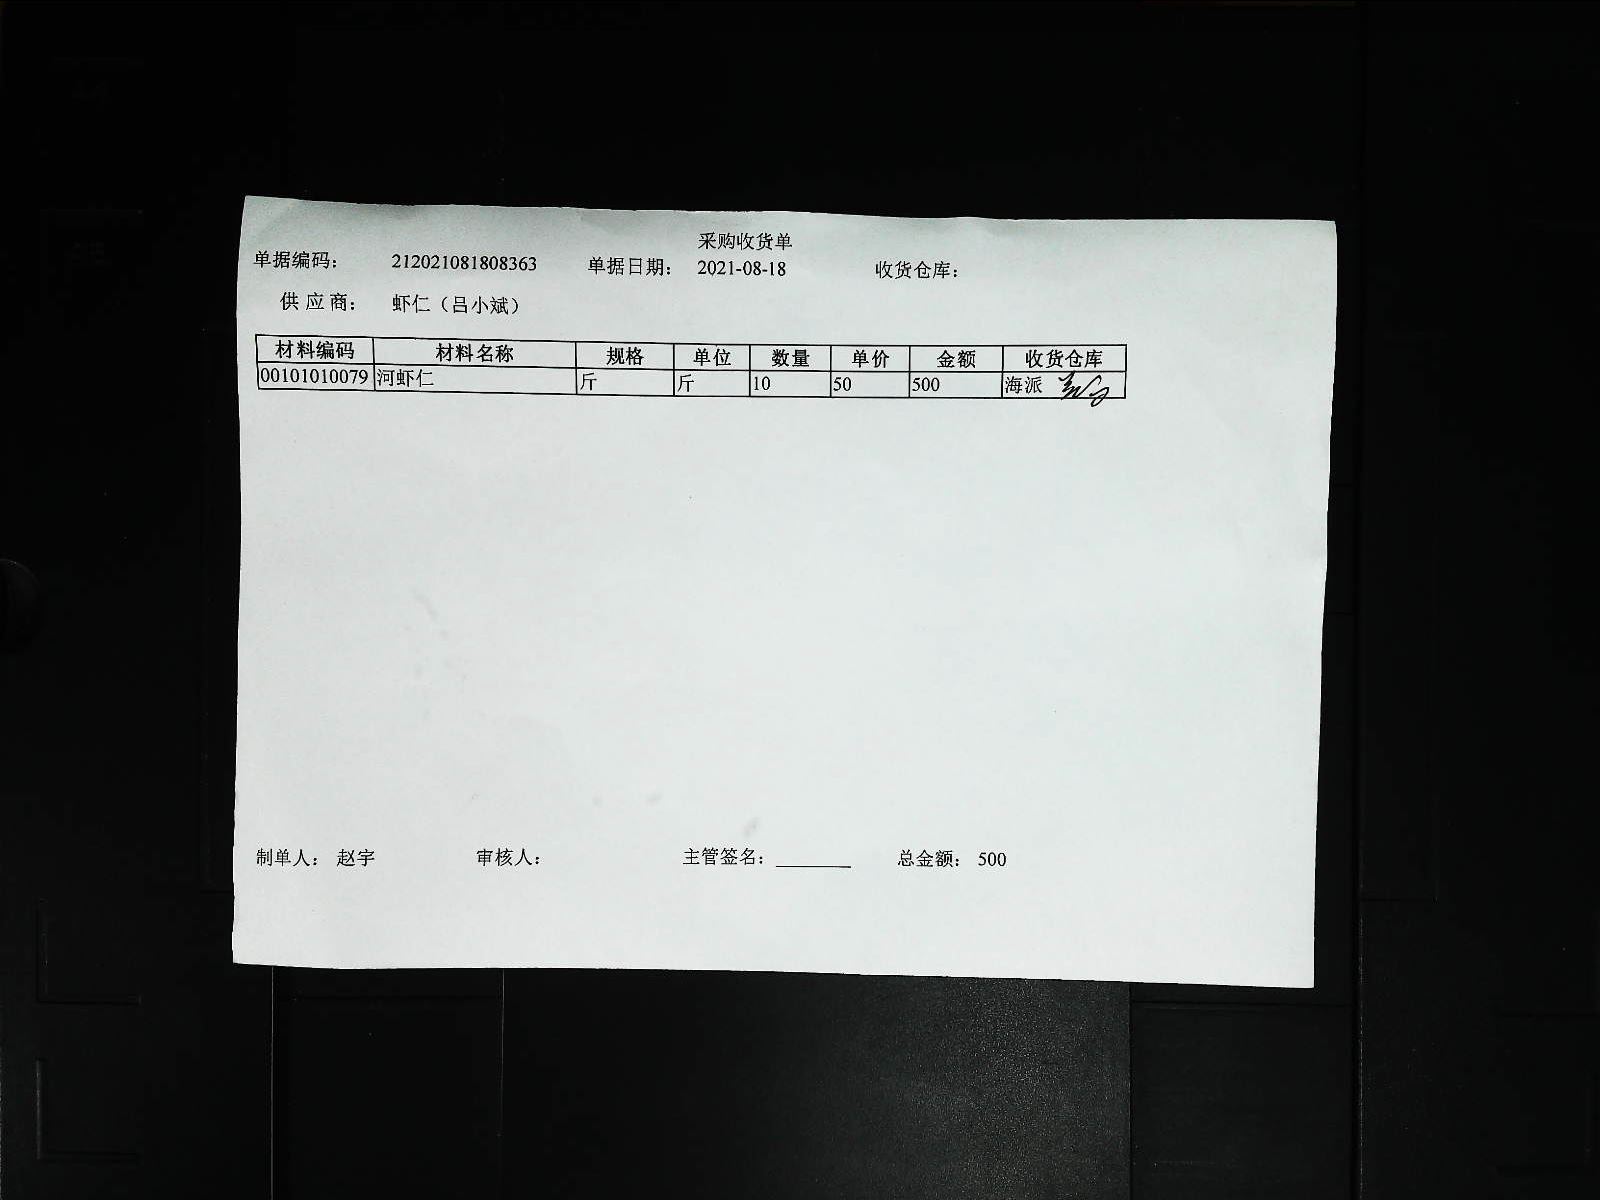 采购收货单
单据编码： 212021081808363 单据日期： 2021-08-18 收货仓库：
供应商： 虾仁（吕小斌）
材料编码 材料名称 规格 单位 数量 单价 金额 收货仓库
00101010079 河虾仁 斤 斤 10 50 500 海派
制单人： 赵宇 审核人： 主管签名： 总金额： 500